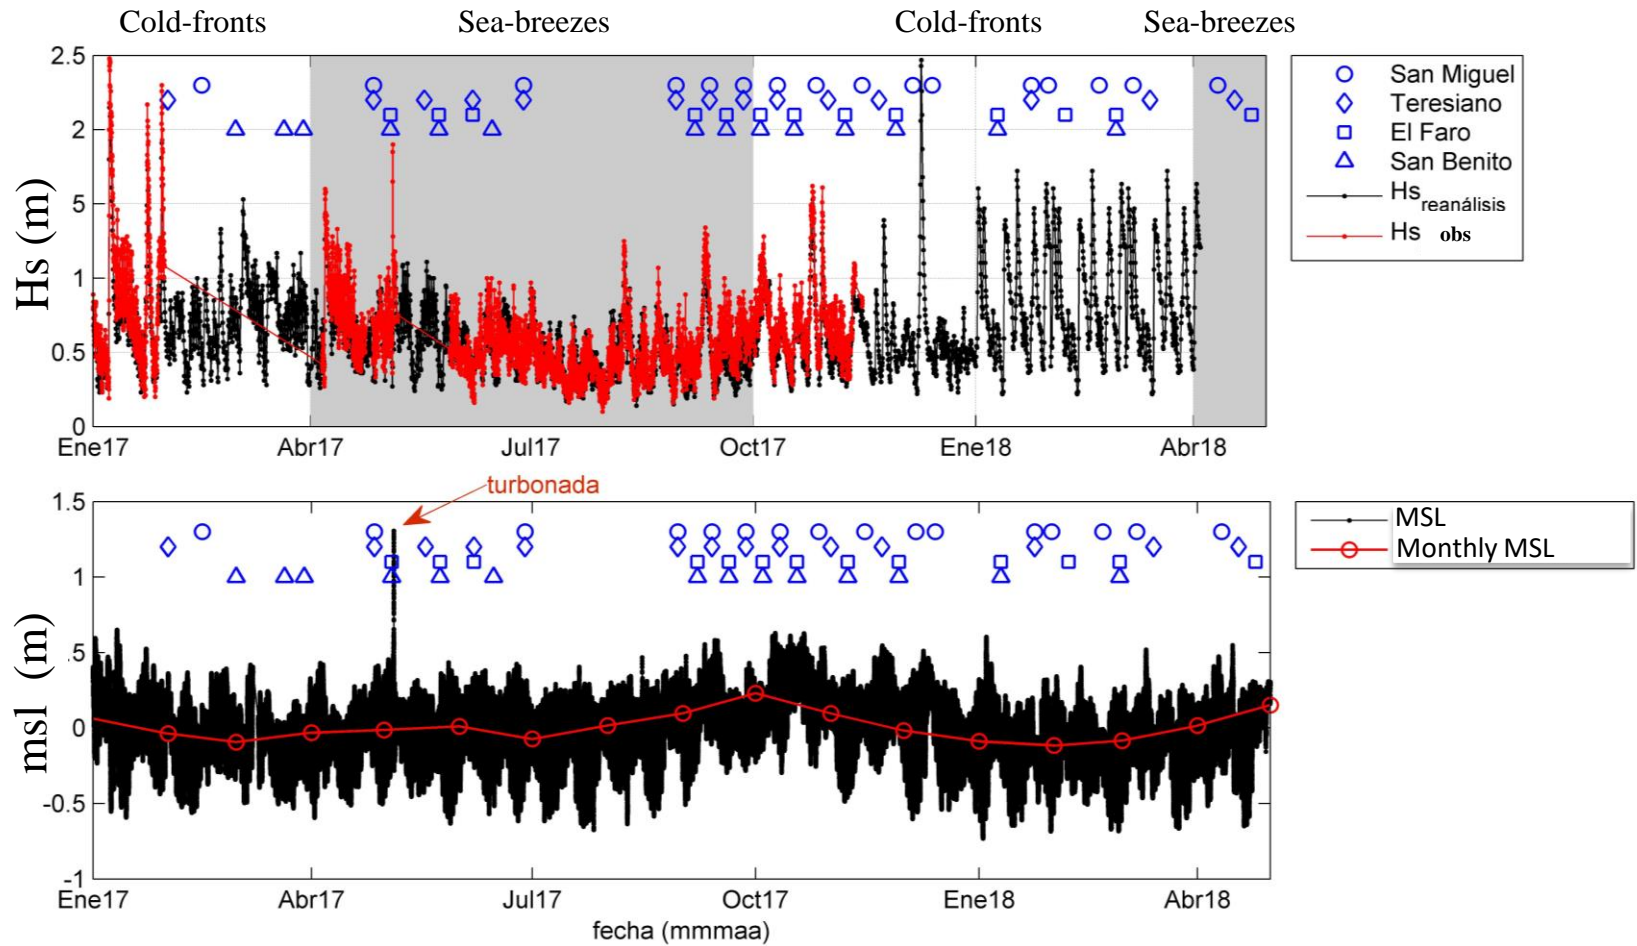 Cold-fronts Sea-breezes Cold-fronts Sea-breezes
2.5
2
5
1
0.5
0
Hs (m)
Ene17 Abr17 Jul17 Oct17 Ene18 Abr18
San Miguel
Teresiano
El Faro
San Benito
Hs reanálisis
Hs obs
turbonada
1.5
1
.5
0
-0.5
-1
msl (m)
Ene17 Abr17 Jul17 Oct17 Ene18 Abr18
fecha (mmmaa)
MSL
Monthly MSL